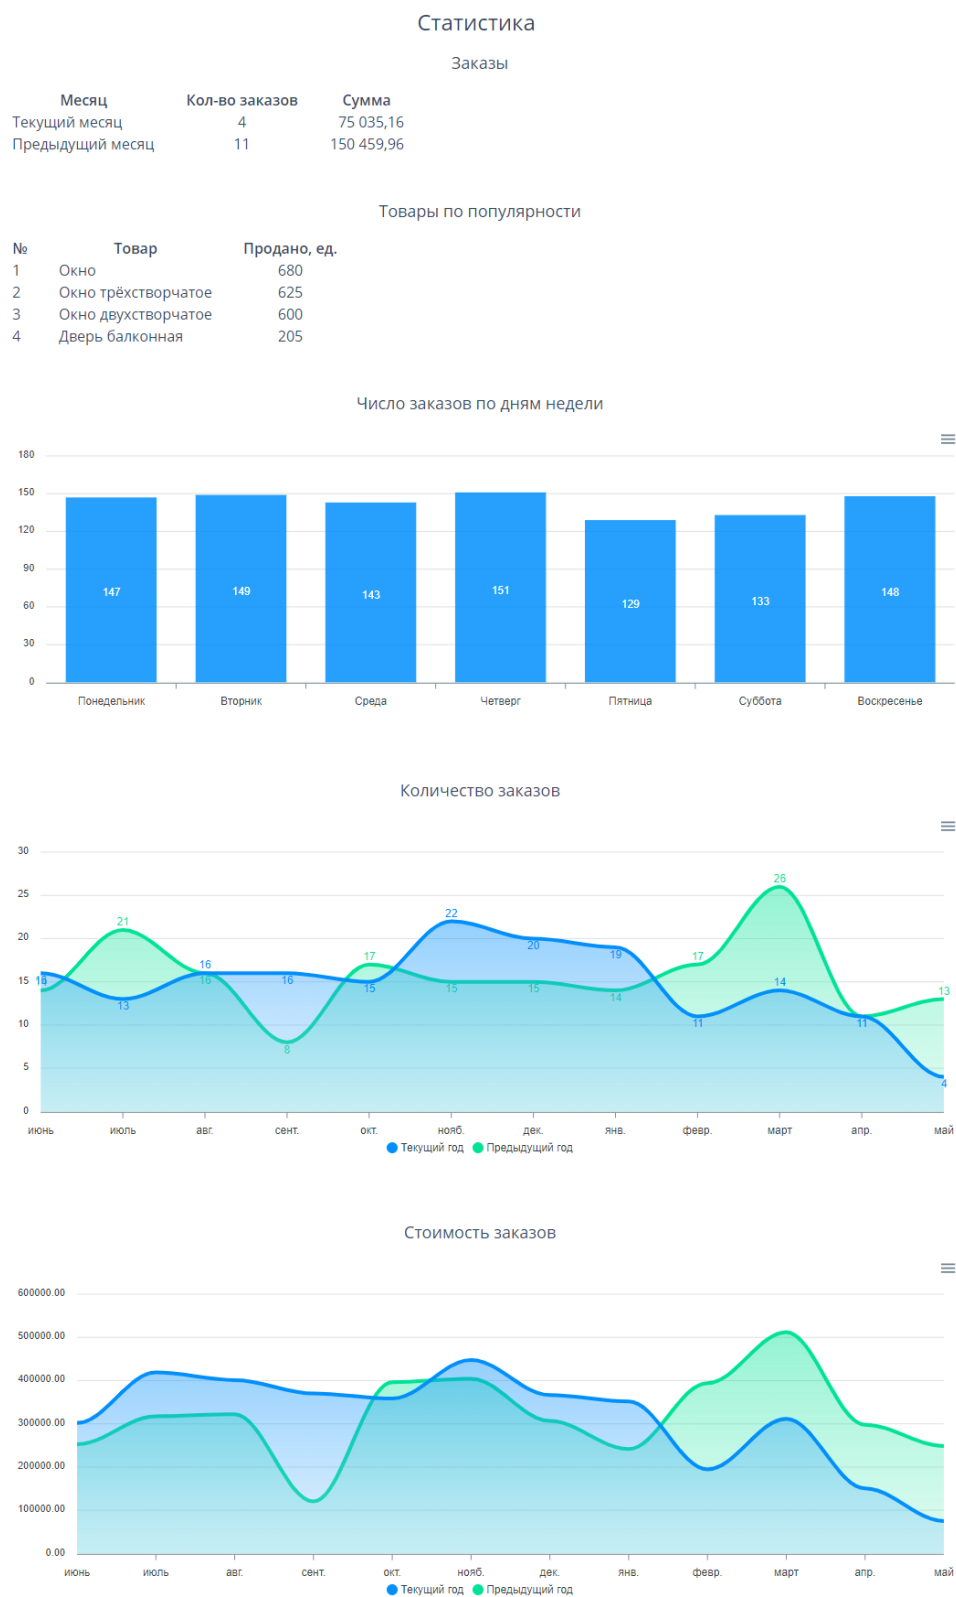 Статистика
Заказы
Месяц Кол-во заказов Сумма
Текущий месяц 4 75 035,16
Предыдущий месяц 11 150 459,96
Товары по популярности
№ Товар Продано, ед.
1 Окно 680
2 Окно трёхстворчатое 625
3 Окно двухстворчатое 600
4 Дверь балконная 205
Число заказов по дням недели
180
150
120
90
60
30
0
147 149 143 151 129 133 148
Понедельник Вторник Среда Четверг Пятница Суббота Воскресенье
Количество заказов
30
25
20
15
10
5
0
13 16 16 15 22 20 19 11 14 11 4
21 16 8 17 15 15 14 17 26 13
июнь июль авг. сент. окт. нояб. дек. янв. февр. март апр. май
Текущий год Предыдущий год
Стоимость заказов
600000.00
500000.00
400000.00
300000.00
200000.00
100000.00
0.00
июнь июль авг. сент. окт. нояб. дек. янв. февр. март апр. май
Текущий год Предыдущий год